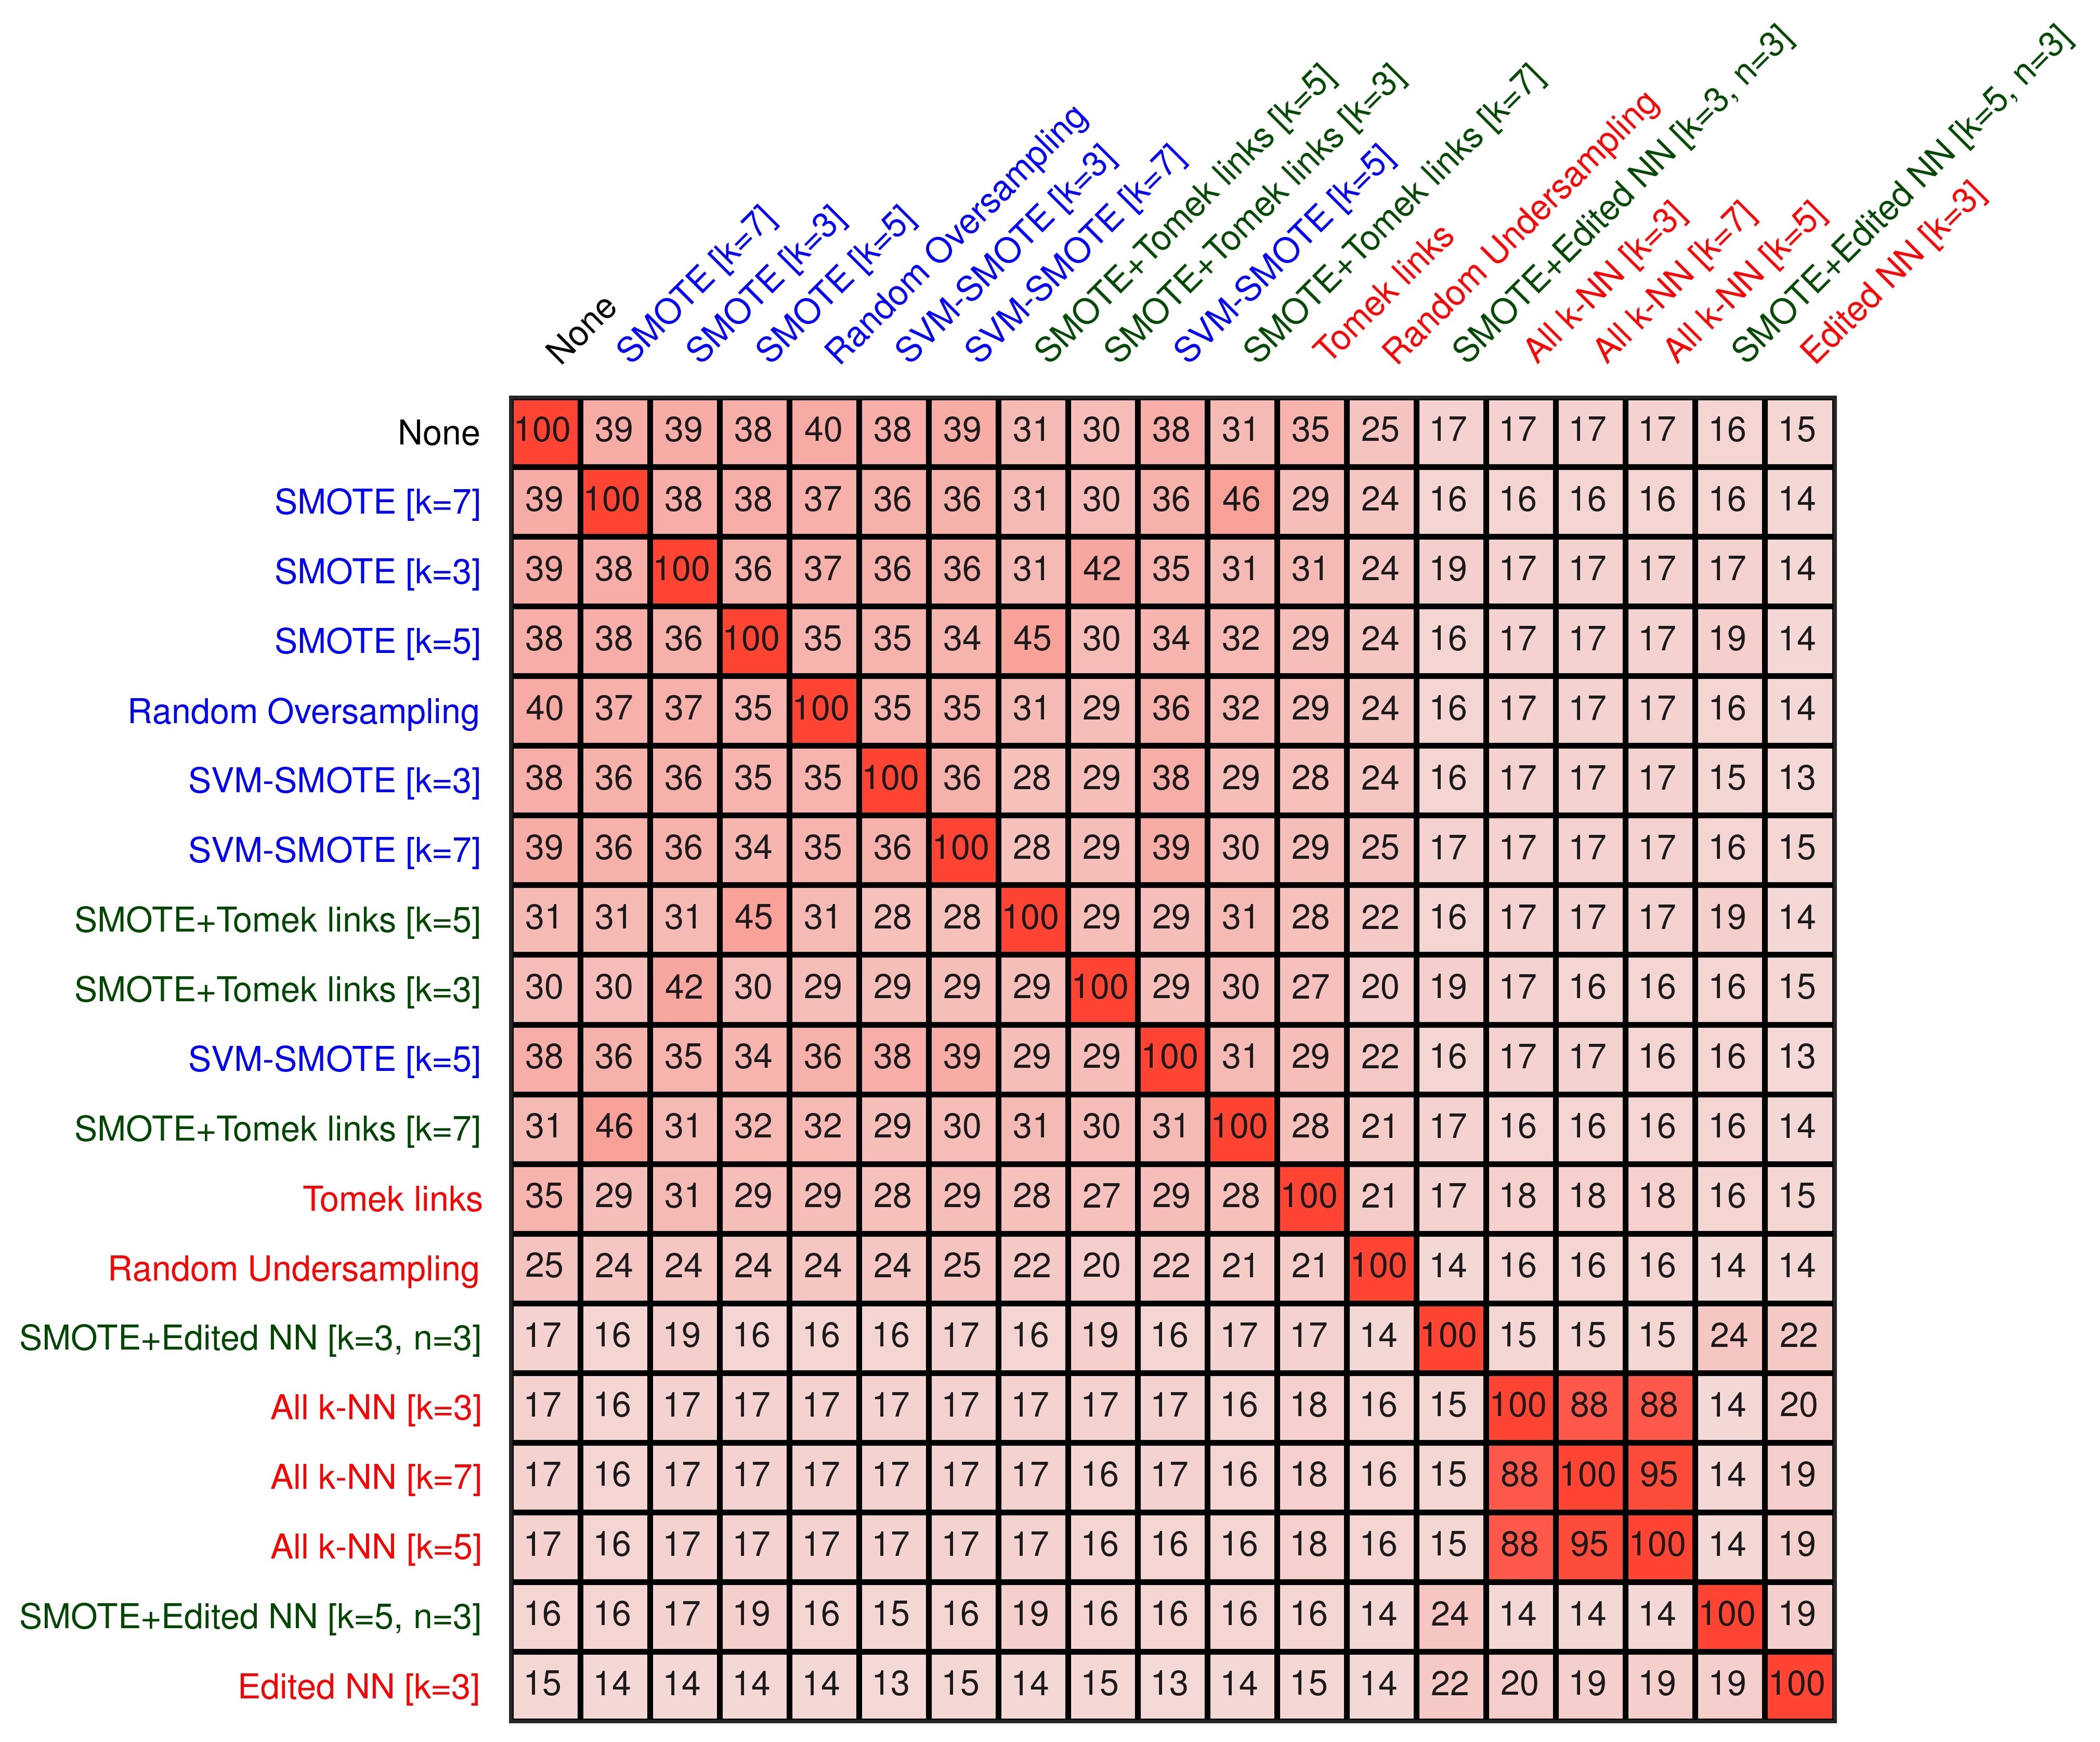 None
SMOTE [k=7]
SMOTE [k=3]
SMOTE [k=5]
Random Oversampling
SVM-SMOTE [k=3]
SVM-SMOTE [k=7]
SMOTE+Tomek links [k=5]
SMOTE+Tomek links [k=3]
SVM-SMOTE [k=5]
SMOTE+Tomek links [k=7]
Tomek links
Random Undersampling
SMOTE+Edited NN [k=3, n=3]
All k-NN [k=3]
All k-NN [k=7]
All k-NN [k=5]
SMOTE+Edited NN [k=5, n=3]
Edited NN [k=3]
None 100 39 39 38 40 38 39 31 30 38 31 35 25 17 17 17 17 16 15
SMOTE [k=7] 39 100 38 38 37 36 36 31 30 36 46 29 24 16 16 16 16 16 14
SMOTE [k=3] 39 38 100 36 37 36 36 31 42 35 31 31 24 19 17 17 17 17 14
SMOTE [k=5] 38 38 36 100 35 35 34 45 30 34 32 29 24 16 17 17 17 19 14
Random Oversampling 40 37 37 35 100 35 35 31 29 36 32 29 24 16 17 17 17 16 14
SVM-SMOTE [k=3] 38 36 36 35 35 100 36 28 29 38 29 28 24 16 17 17 17 15 13
SVM-SMOTE [k=7] 39 36 36 34 35 36 100 28 29 39 30 29 25 17 17 17 17 16 15
SMOTE+Tomek links [k=5] 31 31 31 45 31 28 28 100 29 29 31 28 22 16 17 17 17 19 14
SMOTE+Tomek links [k=3] 30 30 42 30 29 29 29 29 100 29 30 27 20 19 17 16 16 16 15
SVM-SMOTE [k=5] 38 36 35 34 36 38 39 29 29 100 31 29 22 16 17 17 16 16 13
SMOTE+Tomek links [k=7] 31 46 31 32 32 29 30 31 30 31 100 28 21 17 16 16 16 16 14
Tomek links 35 29 31 29 29 28 29 28 27 29 28 100 21 17 18 18 18 16 15
Random Undersampling 25 24 24 24 24 24 25 22 20 22 21 21 100 14 16 16 16 14 14
SMOTE+Edited NN [k=3, n=3] 17 16 19 16 16 16 17 16 19 16 17 17 14 100 15 15 15 24 22
All k-NN [k=3] 17 16 17 17 17 17 17 17 17 17 16 18 16 15 100 88 88 14 20
All k-NN [k=7] 17 16 17 17 17 17 17 16 17 16 16 18 16 15 88 100 95 14 19
All k-NN [k=5] 17 16 17 17 17 17 17 17 16 16 16 18 16 15 88 95 100 14 19
SMOTE+Edited NN [k=5, n=3] 16 16 17 19 16 15 16 19 16 16 16 16 14 24 14 14 14 100 19
Edited NN [k=3] 15 14 14 14 14 13 15 14 15 13 14 15 14 22 20 19 19 19 100